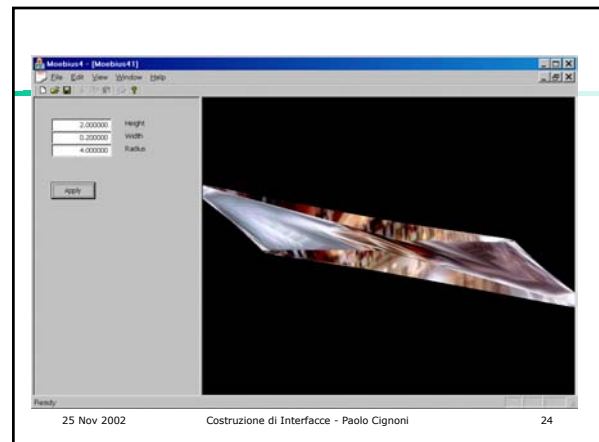 Moebius4 - [Moebius41]
File Edit View Window Help
2.000000 Height
0.200000 Width
4.000000 Radius
Apply
Ready
25 Nov 2002 Costruzione di Interfacce - Paolo Cignoni 24